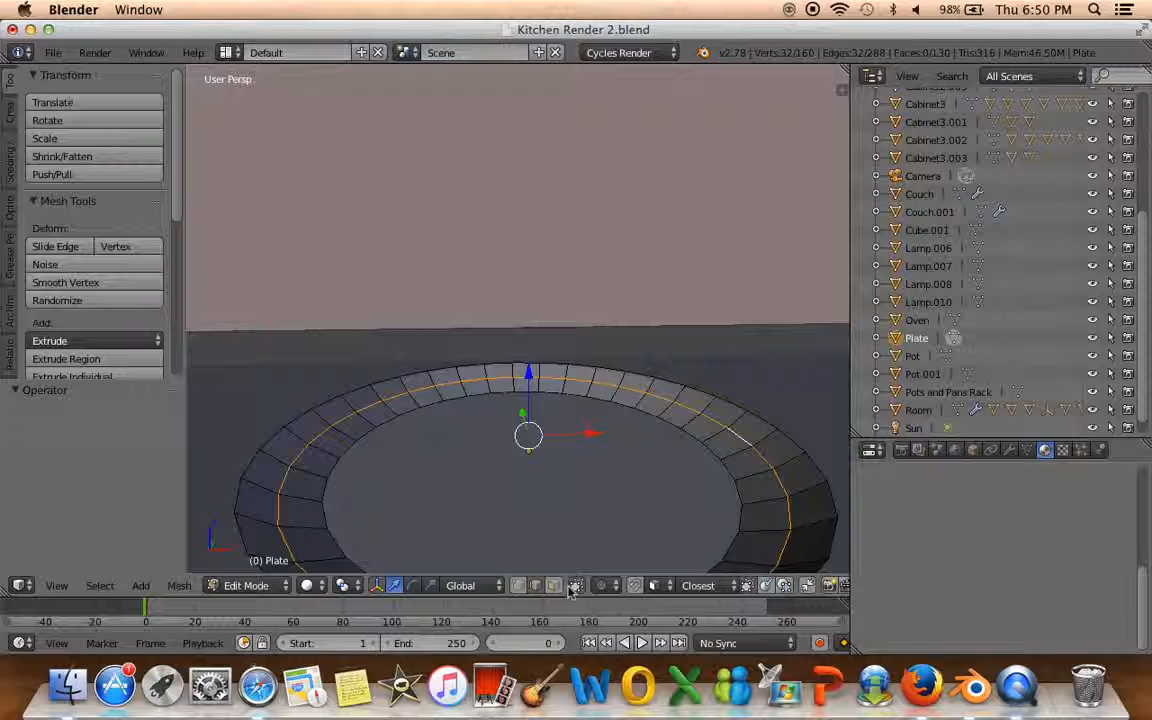 Blender Window 98% Thu 6:50 PM
Kitchen Render 2.blend
File Render Window Help Default Scene Cycles Render v2.78 | Verts:32/160 | Edges:32/288 | Faces:0/130 | Tris:316 | Mem:46.50M | Plate
Transform
Translate
Rotate
Scale
Shrink/Fatten
Push/Pull
Mesh Tools
Deform:
Slide Edge Vertex
Noise
Smooth Vertex
Randomize
Add:
Extrude
Extrude Region
Extrude Individual
Operator
User Persp
(0) Plate
View Search All Scenes
Cabinet3
Cabinet3.001
Cabinet3.002
Cabinet3.003
Camera
Couch
Couch.001
Cube.001
Lamp.006
Lamp.007
Lamp.008
Lamp.010
Oven
Plate
Pot
Pot.001
Pots and Pans Rack
Room
Sun
View Select Add Mesh Edit Mode Global Closest
-40 -20 0 20 40 60 80 100 120 140 160 180 200 220 240 260
View Marker Frame Playback Start: 1 End: 250 0 No Sync